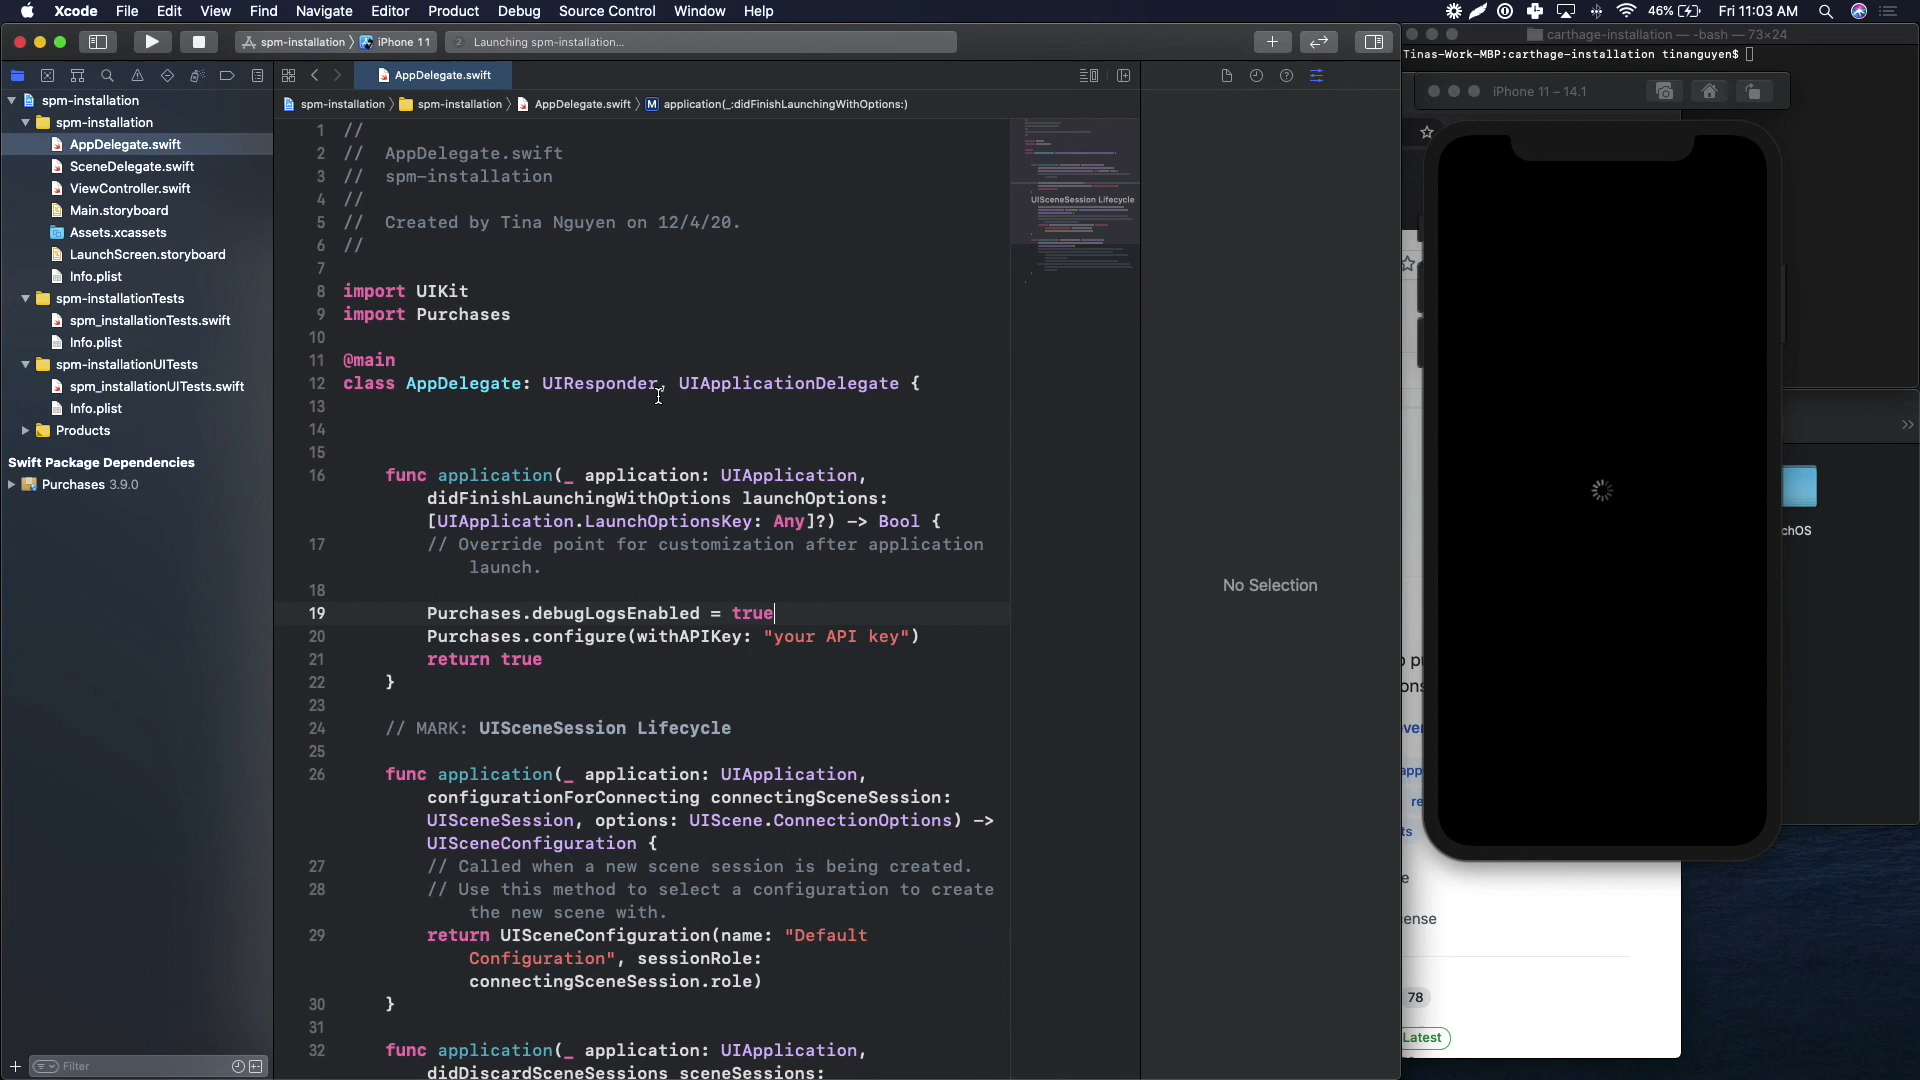 Xcode File Edit View Find Navigate Editor Product Debug Source Control Window Help
46% Fri 11:03 AM
spm-installation iPhone 11 2 Launching spm-installation...
carthage-installation — -bash — 73×24
Tinas-Work-MBP:carthage-installation tinanguyen$
iPhone 11 – 14.1
AppDelegate.swift
spm-installation spm-installation AppDelegate.swift M application(_:didFinishLaunchingWithOptions:)
spm-installation
spm-installation
AppDelegate.swift
SceneDelegate.swift
ViewController.swift
Main.storyboard
Assets.xcassets
LaunchScreen.storyboard
Info.plist
spm-installationTests
spm_installationTests.swift
Info.plist
spm-installationUITests
spm_installationUITests.swift
Info.plist
Products
Swift Package Dependencies
Purchases 3.9.0
Filter
1 //
2 // AppDelegate.swift
3 // spm-installation
4 //
5 // Created by Tina Nguyen on 12/4/20.
6 //
7
8 import UIKit
9 import Purchases
10
11 @main
12 class AppDelegate: UIResponder, UIApplicationDelegate {
13
14
15
16 func application(_ application: UIApplication,
didFinishLaunchingWithOptions launchOptions:
[UIApplication.LaunchOptionsKey: Any]?) -> Bool {
17 // Override point for customization after application
launch.
18
19 Purchases.debugLogsEnabled = true
20 Purchases.configure(withAPIKey: "your API key")
21 return true
22 }
23
24 // MARK: UISceneSession Lifecycle
25
26 func application(_ application: UIApplication,
configurationForConnecting connectingSceneSession:
UISceneSession, options: UIScene.ConnectionOptions) ->
UISceneConfiguration {
27 // Called when a new scene session is being created.
28 // Use this method to select a configuration to create
the new scene with.
29 return UISceneConfiguration(name: "Default
Configuration", sessionRole:
connectingSceneSession.role)
30 }
31
32 func application(_ application: UIApplication,
didDiscardSceneSessions sceneSessions:
UISceneSession Lifecycle
No Selection
chOS
ever
app
re
ts
e
ense
78
Latest